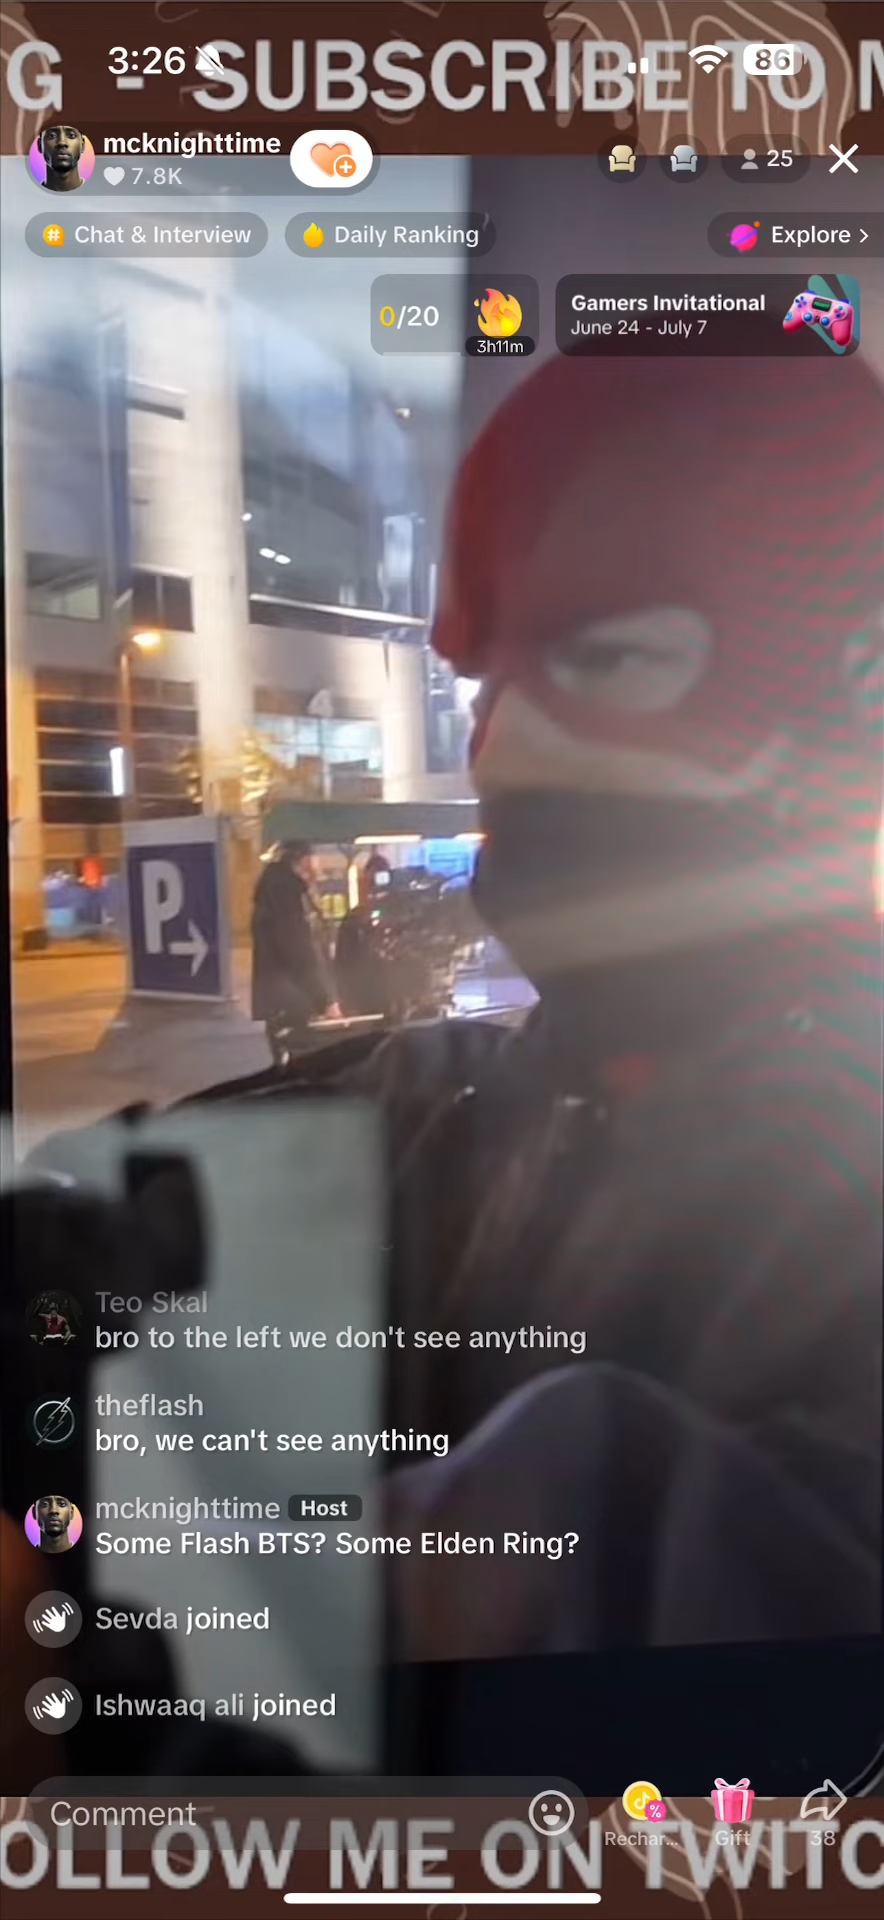 G - SUBSCRIBE TO M
3:26
86
mcknighttime
7.8K
25
Chat & Interview
Daily Ranking
Explore >
0/20
3h11m
Gamers Invitational
June 24 - July 7
4
P
Teo Skal
bro to the left we don't see anything
theflash
bro, we can't see anything
mcknighttime Host
Some Flash BTS? Some Elden Ring?
Sevda joined
Ishwaaq ali joined
Comment
Rechar...
Gift
38
OLLOW ME ON TWITC